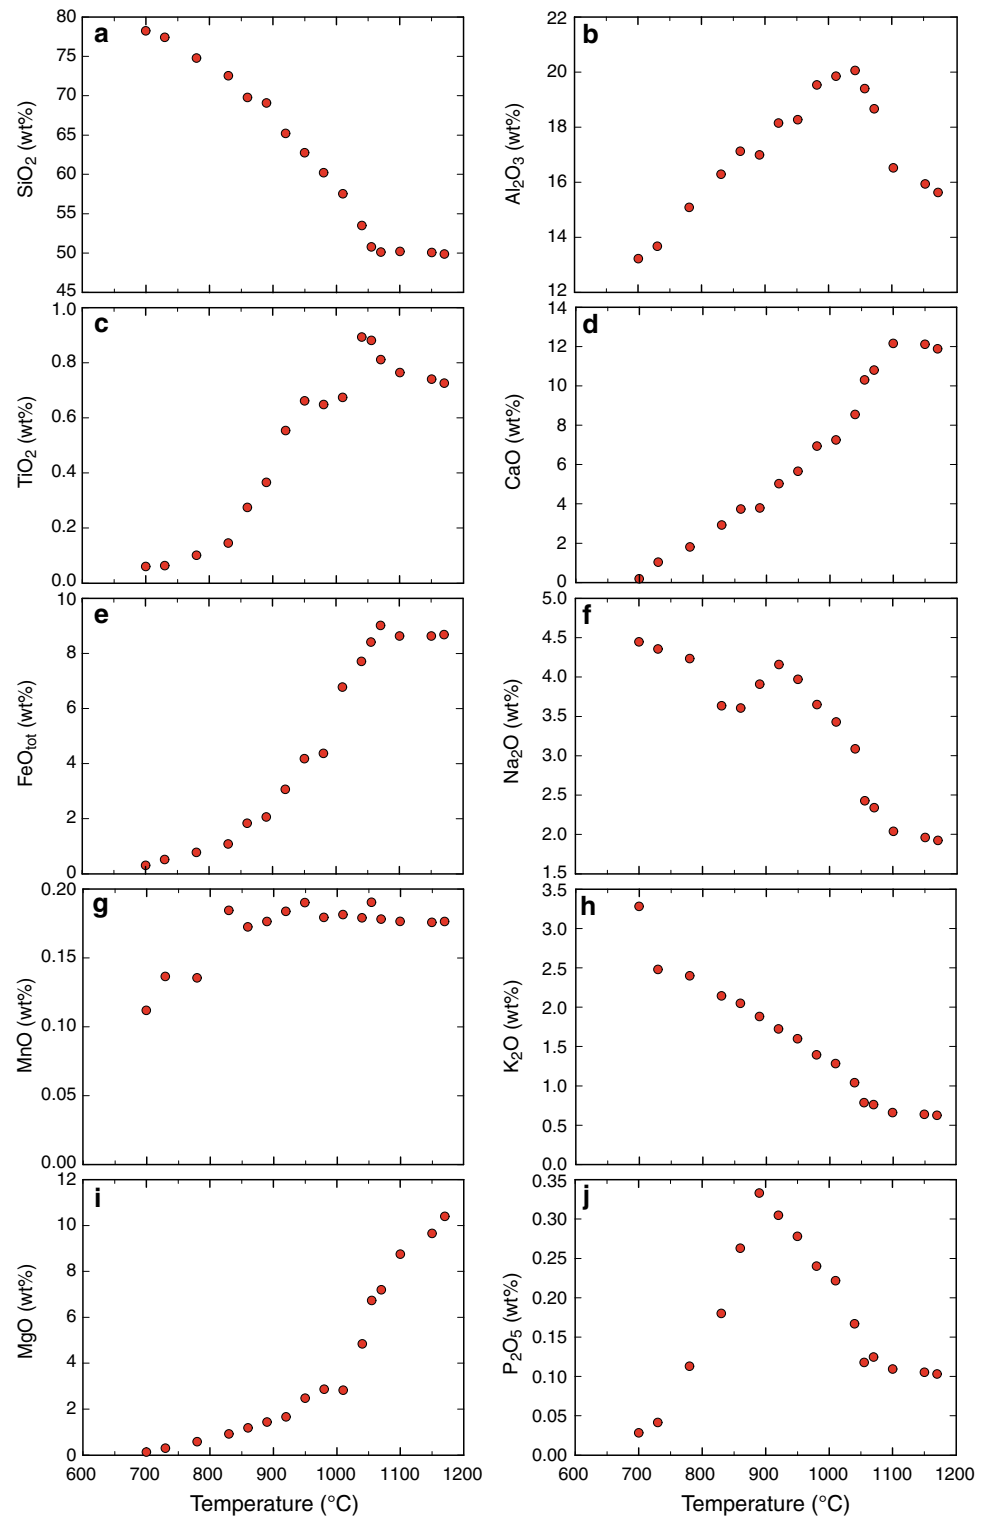 a
80
75
70
65
60
55
50
45
SiO2 (wt%)
b
22
20
18
16
14
12
Al2O3 (wt%)
c
1.0
0.8
0.6
0.4
0.2
0.0
TiO2 (wt%)
d
14
12
10
8
6
4
2
0
CaO (wt%)
e
10
8
6
4
2
0
FeOtot (wt%)
f
5.0
4.5
4.0
3.5
3.0
2.5
2.0
1.5
Na2O (wt%)
g
0.20
0.15
0.10
0.05
0.00
MnO (wt%)
h
3.5
3.0
2.5
2.0
1.5
1.0
0.5
0.0
K2O (wt%)
i
12
10
8
6
4
2
0
MgO (wt%)
600 700 800 900 1000 1100 1200
Temperature (°C)
j
0.35
0.30
0.25
0.20
0.15
0.10
0.05
0.00
P2O5 (wt%)
600 700 800 900 1000 1100 1200
Temperature (°C)